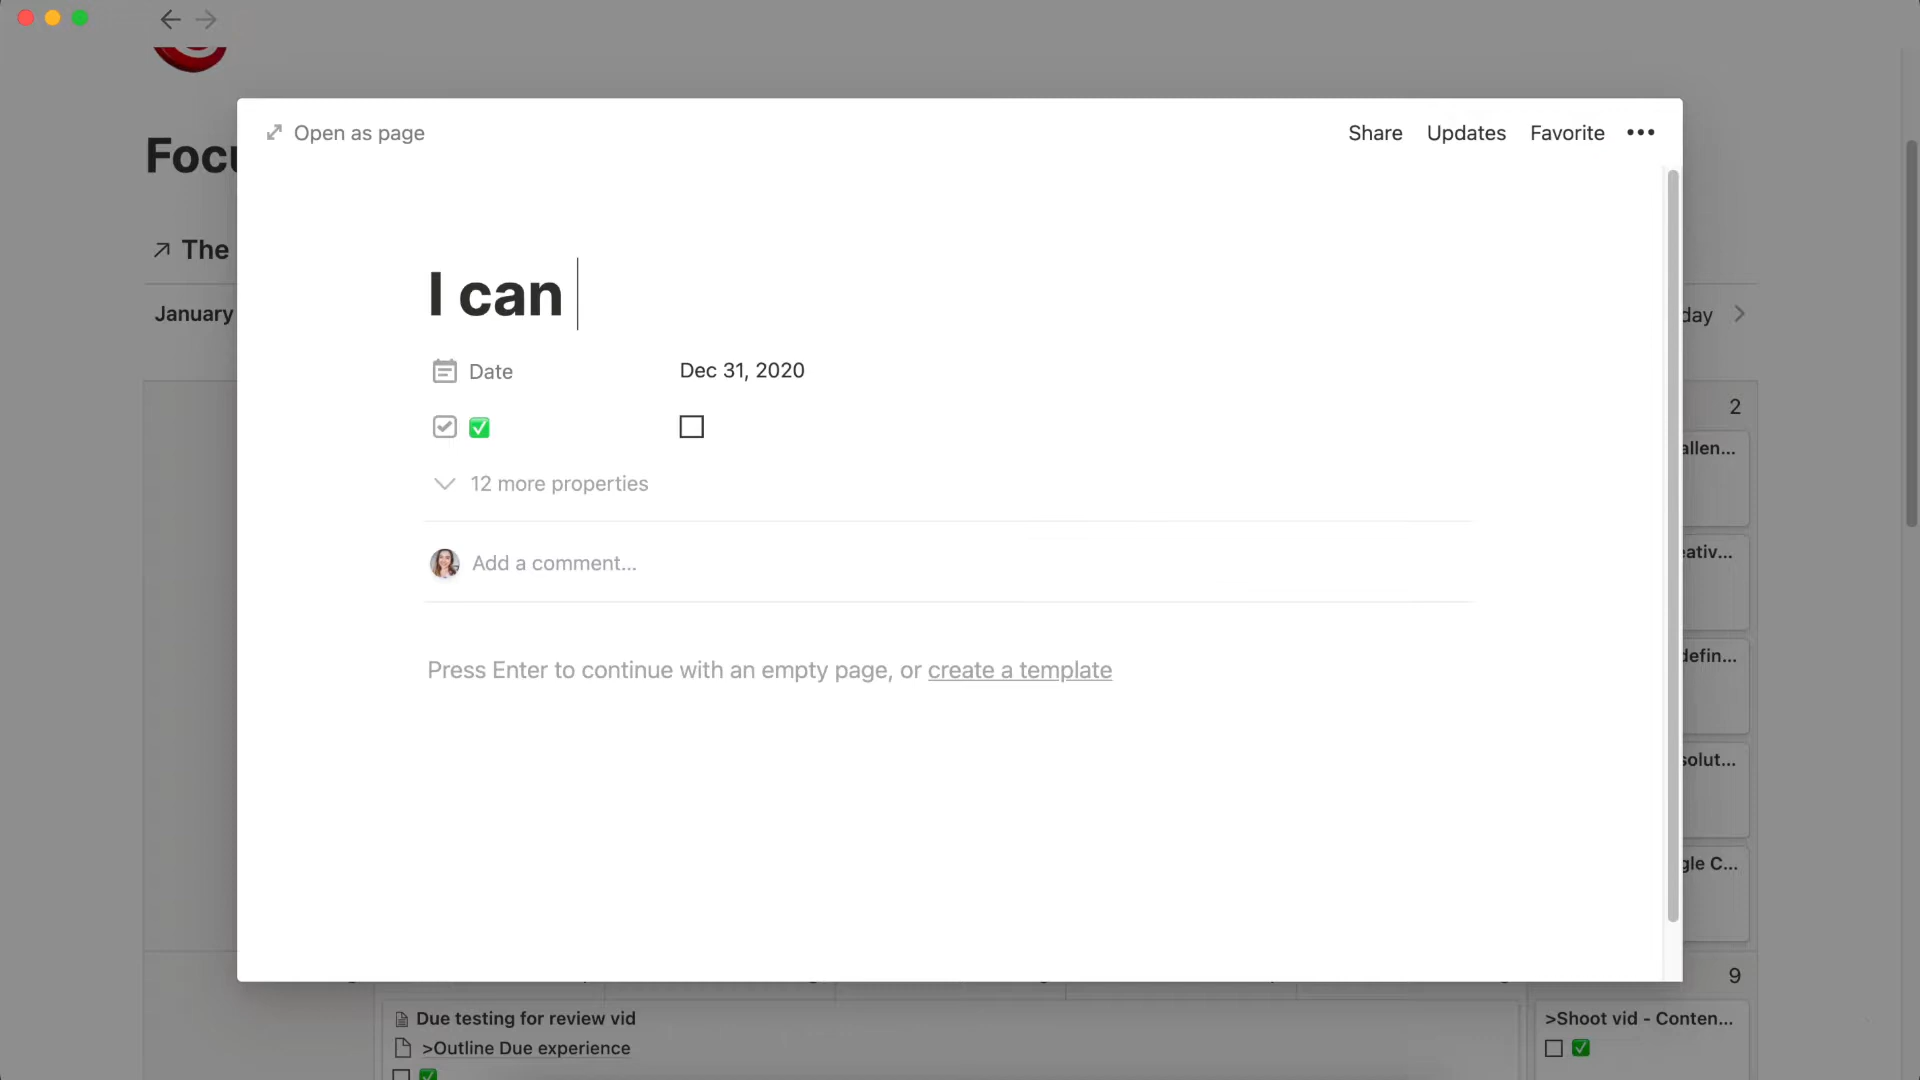 Focu
The
January
day
Open as page
Share Updates Favorite •••
I can
Date Dec 31, 2020
12 more properties
Add a comment...
Press Enter to continue with an empty page, or create a template
2
allen...
eativ...
defin...
solut...
gle C...
9
Due testing for review vid
>Outline Due experience
>Shoot vid - Conten...